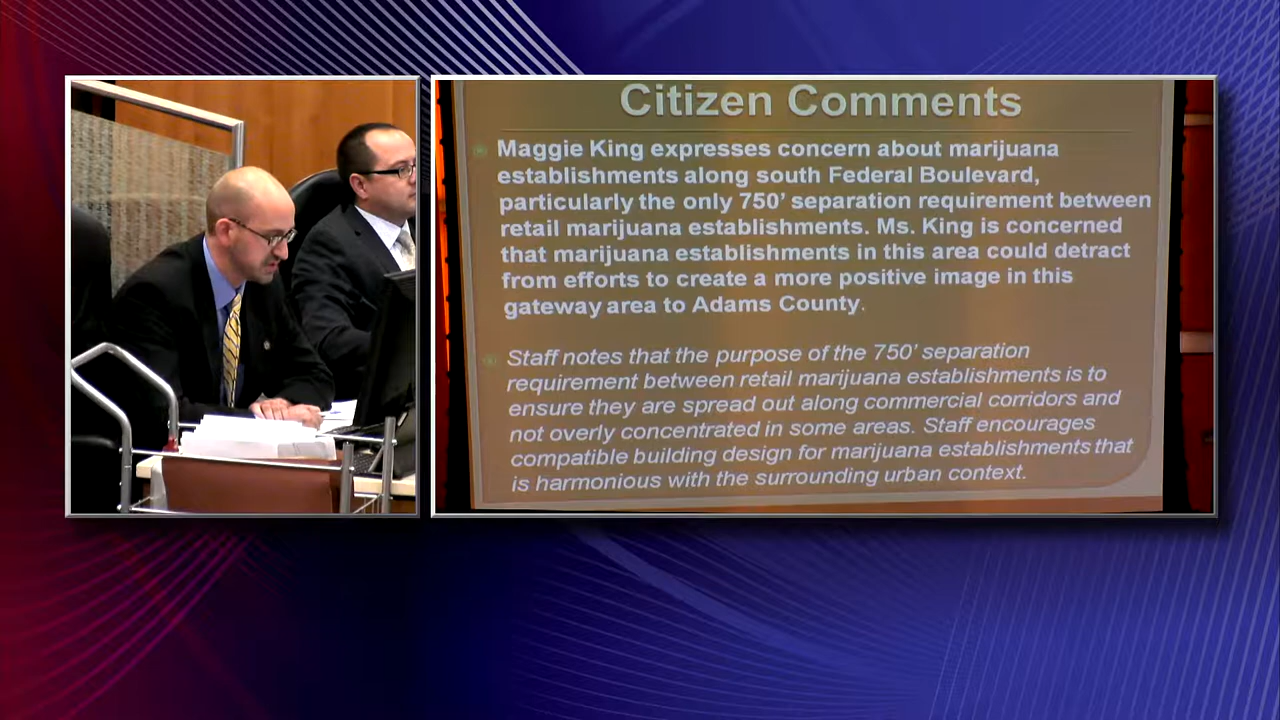 Citizen Comments
Maggie King expresses concern about marijuana
establishments along south Federal Boulevard,
particularly the only 750' separation requirement between
retail marijuana establishments. Ms. King is concerned
that marijuana establishments in this area could detract
from efforts to create a more positive image in this
gateway area to Adams County.
Staff notes that the purpose of the 750' separation
requirement between retail marijuana establishments is to
ensure they are spread out along commercial corridors and
not overly concentrated in some areas. Staff encourages
compatible building design for marijuana establishments that
is harmonious with the surrounding urban context.